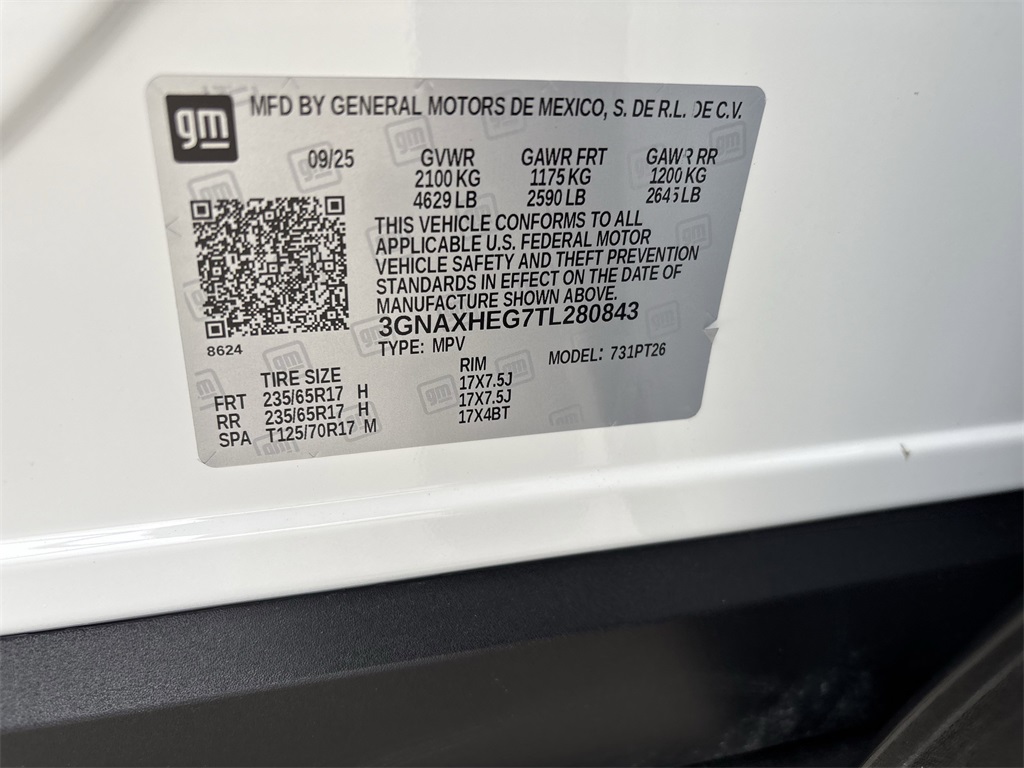 gm MFD BY GENERAL MOTORS DE MEXICO, S. DE R.L. DE C.V.
09/25 GVWR GAWR FRT GAWR RR
2100 KG 1175 KG 1200 KG
4629 LB 2590 LB 2645 LB
THIS VEHICLE CONFORMS TO ALL
APPLICABLE U.S. FEDERAL MOTOR
VEHICLE SAFETY AND THEFT PREVENTION
STANDARDS IN EFFECT ON THE DATE OF
MANUFACTURE SHOWN ABOVE.
3GNAXHEG7TL280843
8624 TYPE: MPV MODEL: 731PT26
TIRE SIZE RIM
FRT 235/65R17 H 17X7.5J
RR 235/65R17 H 17X7.5J
SPA T125/70R17 M 17X4BT